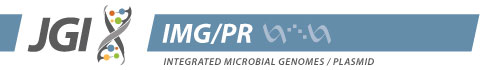 JGI IMG/PR
INTEGRATED MICROBIAL GENOMES / PLASMID